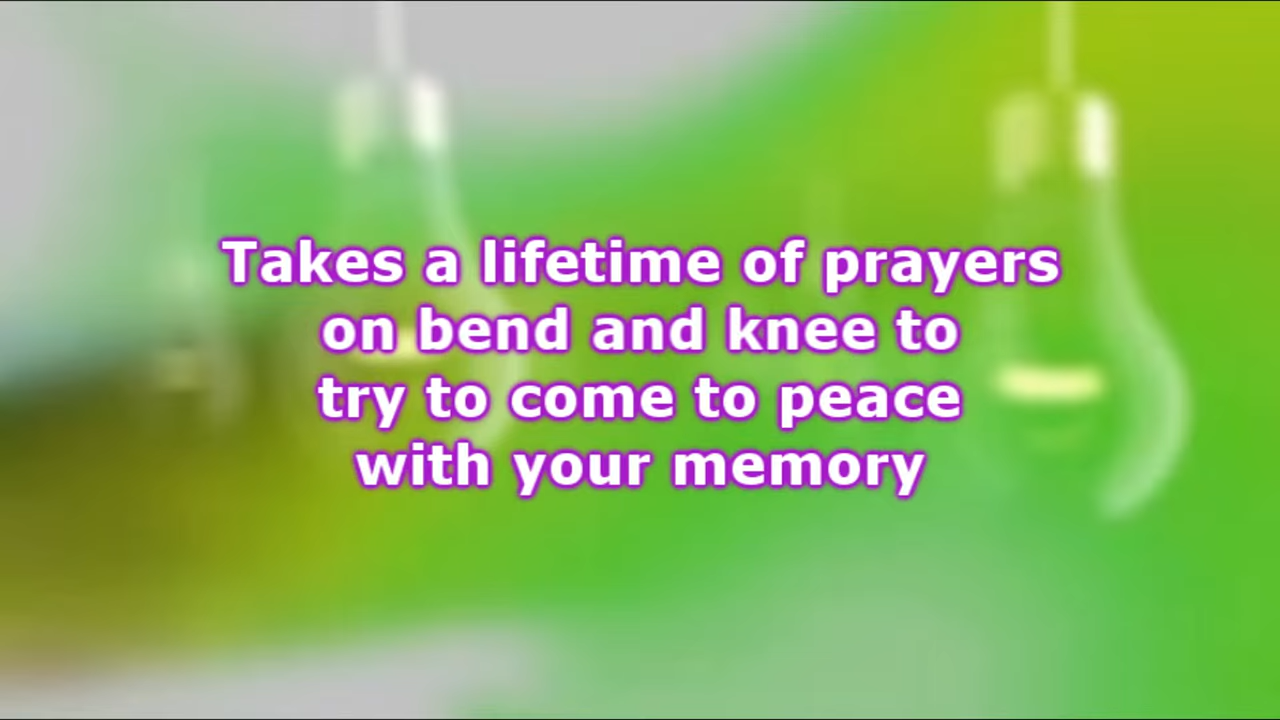 Takes a lifetime of prayers
on bend and knee to
try to come to peace
with your memory